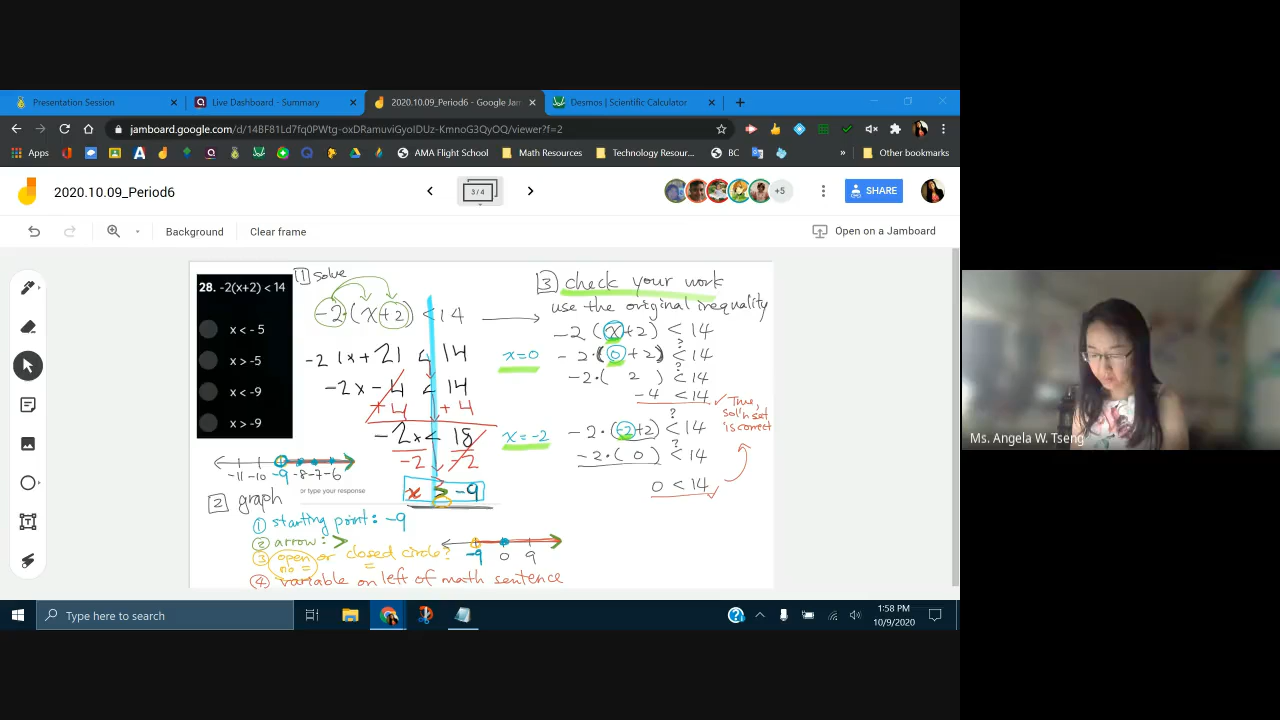 Presentation Session
Live Dashboard - Summary
2020.10.09_Period6 - Google Jam
Desmos | Scientific Calculator
jamboard.google.com/d/14BF81Ld7fq0PWtg-oxDRamuviGyoIDUz-KmnoG3QyOQ/viewer?f=2
Apps
AMA Flight School
Math Resources
Technology Resour...
BC
Other bookmarks
2020.10.09_Period6
3/4
+5
SHARE
Background
Clear frame
Open on a Jamboard
28. -2(x+2) < 14
x < - 5
x > -5
x < -9
x > -9
1 solve
-2·(x+2) < 14
-2(x+2) < 14
-2x - 4 < 14
+ 4 + 4
-2x < 18
-2 -2
x > -9
-11 -10 -9 -8 -7 -6
or type your response
2 graph
① starting point: -9
② arrow: >
③ open or closed circle?
no = =
④ variable on left of math sentence
-9 0 9
3 check your work
use the original inequality
-2 (x+2) < 14
x=0
-2·(0+2) < 14
?
-2·( 2 ) < 14
?
-4 < 14
✓ True, sol'n set is correct
x=-2
?
-2·(-2+2) < 14
?
-2·( 0 ) < 14
0 < 14 ✓
Ms. Angela W. Tseng
Type here to search
1:58 PM
10/9/2020